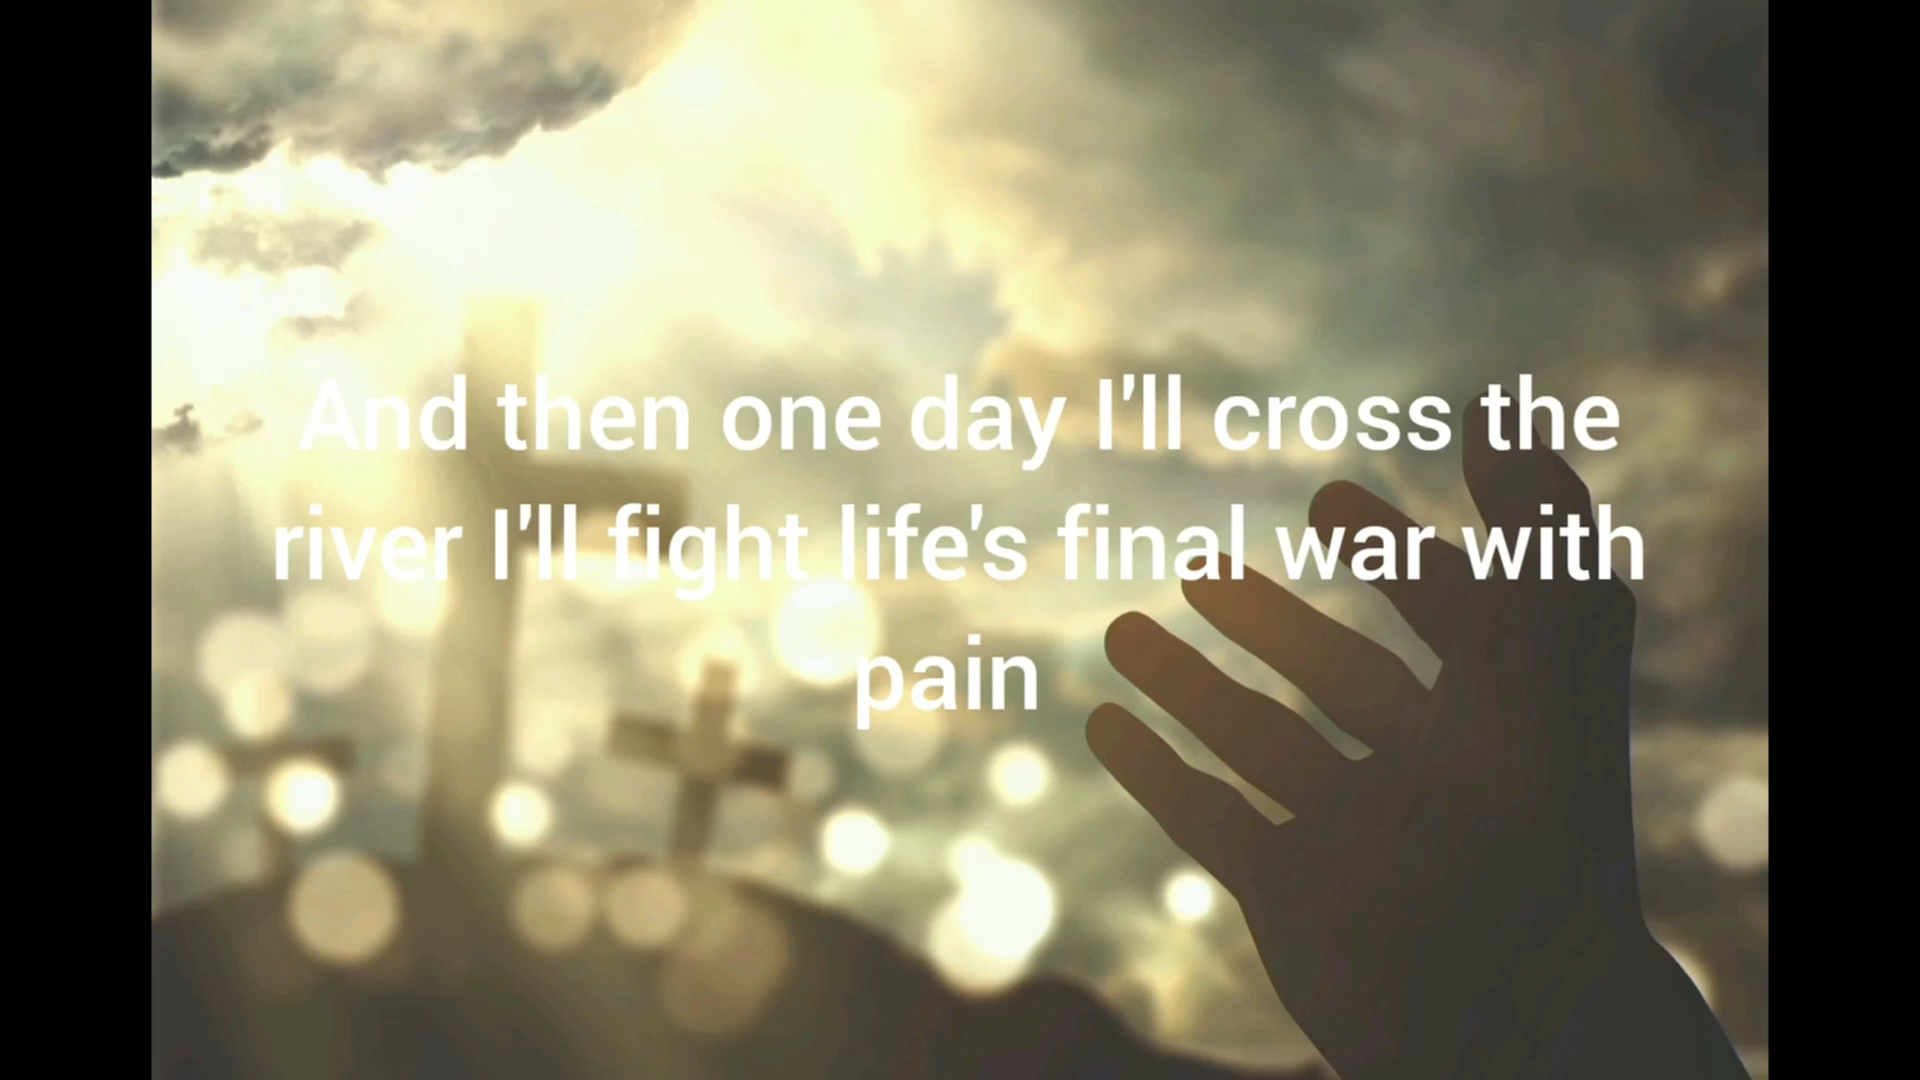 And then one day I'll cross the
river I'll fight life's final war with
pain